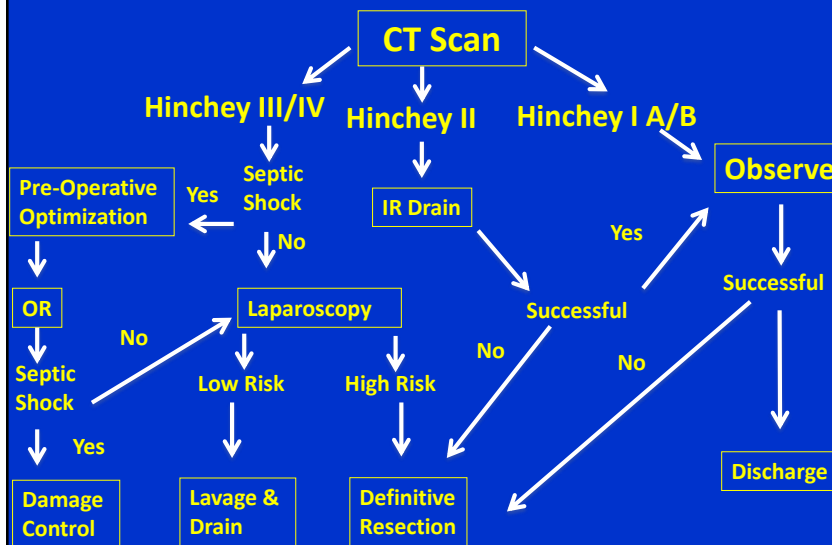 CT Scan
Hinchey III/IV
Hinchey II
Hinchey I A/B
Pre-Operative
Optimization
Yes
Septic
Shock
IR Drain
Observe
No
Yes
OR
Laparoscopy
Successful
Successful
No
Septic
Shock
Low Risk
High Risk
No
No
Yes
Damage
Control
Lavage &
Drain
Definitive
Resection
Discharge